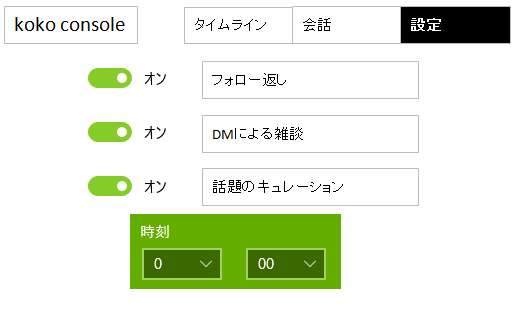 koko console タイムライン 会話 設定
オン フォロー返し
オン DMによる雑談
オン 話題のキュレーション
時刻
0 00